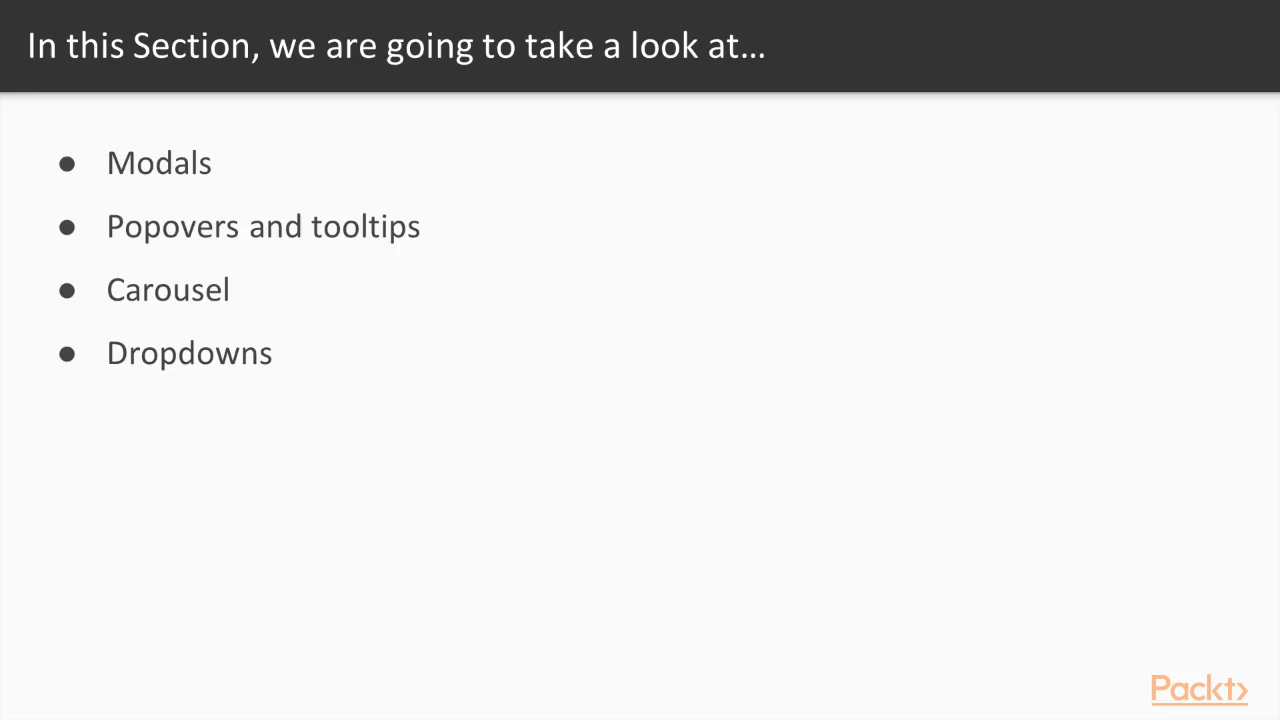 In this Section, we are going to take a look at...
● Modals
● Popovers and tooltips
● Carousel
● Dropdowns
Packt>